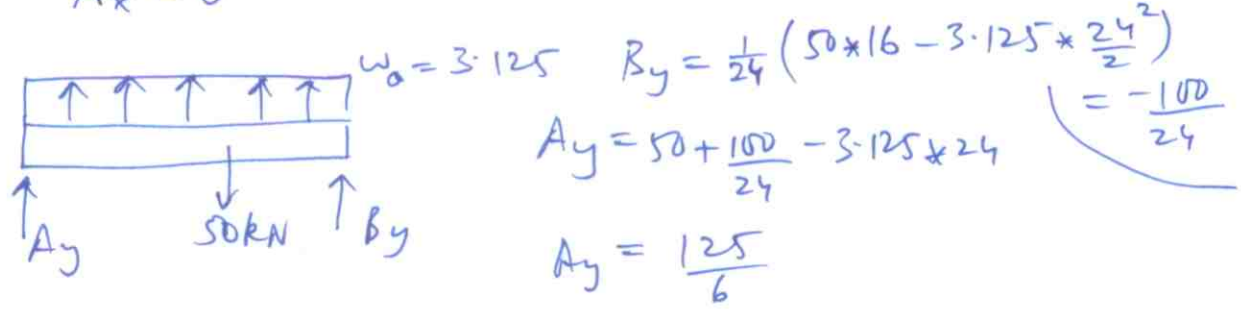 w₀ = 3.125 By = 1/24 (50*16 − 3.125 * 24²/2)
= −100/24
Ay = 50 + 100/24 − 3.125*24
Ay 50kN By
Ay = 125/6